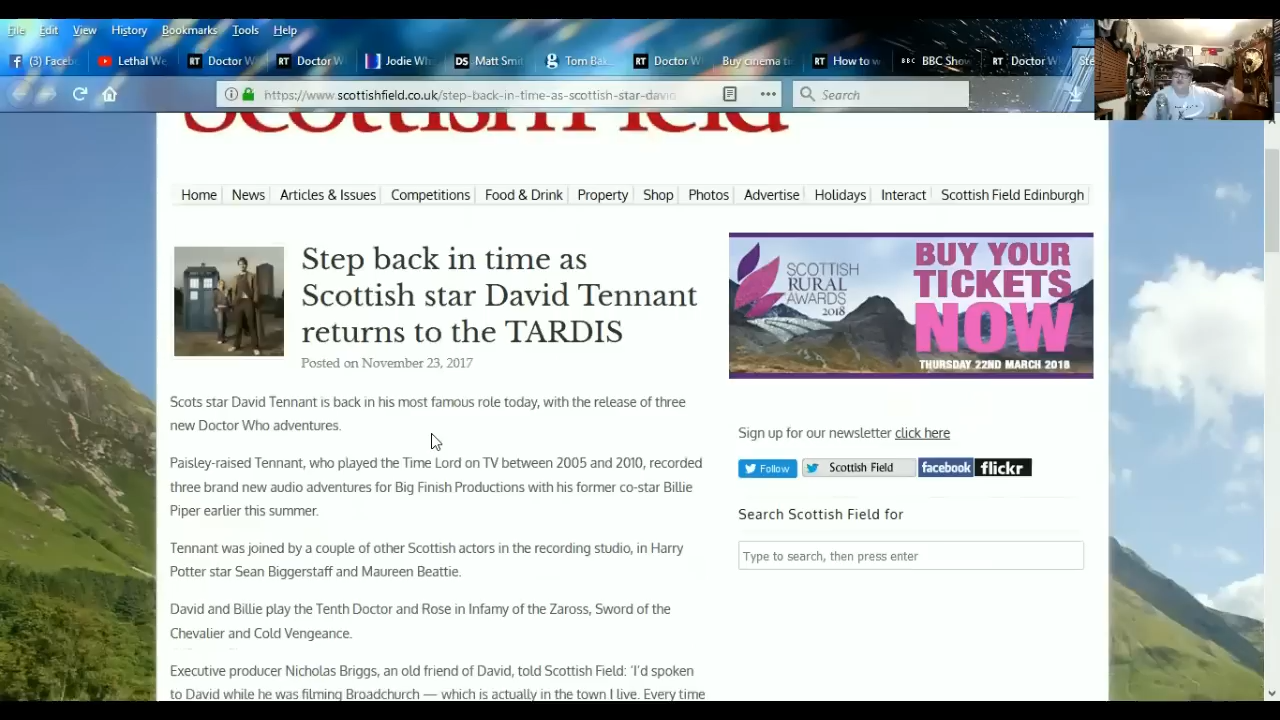 File Edit View History Bookmarks Tools Help
(3) Faceb Lethal We RT Doctor W RT Doctor W Jodie Wh DS Matt Smit Tom Bak RT Doctor W Buy cinema t RT How to w BBC BBC Sho RT Doctor W Ste
https://www.scottishfield.co.uk/step-back-in-time-as-scottish-star-david Search
Scottish Field
Home News Articles & Issues Competitions Food & Drink Property Shop Photos Advertise Holidays Interact Scottish Field Edinburgh
Step back in time as
Scottish star David Tennant
returns to the TARDIS
Posted on November 23, 2017
Scots star David Tennant is back in his most famous role today, with the release of three
new Doctor Who adventures.
Paisley-raised Tennant, who played the Time Lord on TV between 2005 and 2010, recorded
three brand new audio adventures for Big Finish Productions with his former co-star Billie
Piper earlier this summer.
Tennant was joined by a couple of other Scottish actors in the recording studio, in Harry
Potter star Sean Biggerstaff and Maureen Beattie.
David and Billie play the Tenth Doctor and Rose in Infamy of the Zaross, Sword of the
Chevalier and Cold Vengeance.
Executive producer Nicholas Briggs, an old friend of David, told Scottish Field: 'I'd spoken
to David while he was filming Broadchurch — which is actually in the town I live. Every time
SCOTTISH
RURAL
AWARDS
2018
BUY YOUR
TICKETS
NOW
THURSDAY 22ND MARCH 2018
Sign up for our newsletter click here
Follow Scottish Field facebook flickr
Search Scottish Field for
Type to search, then press enter